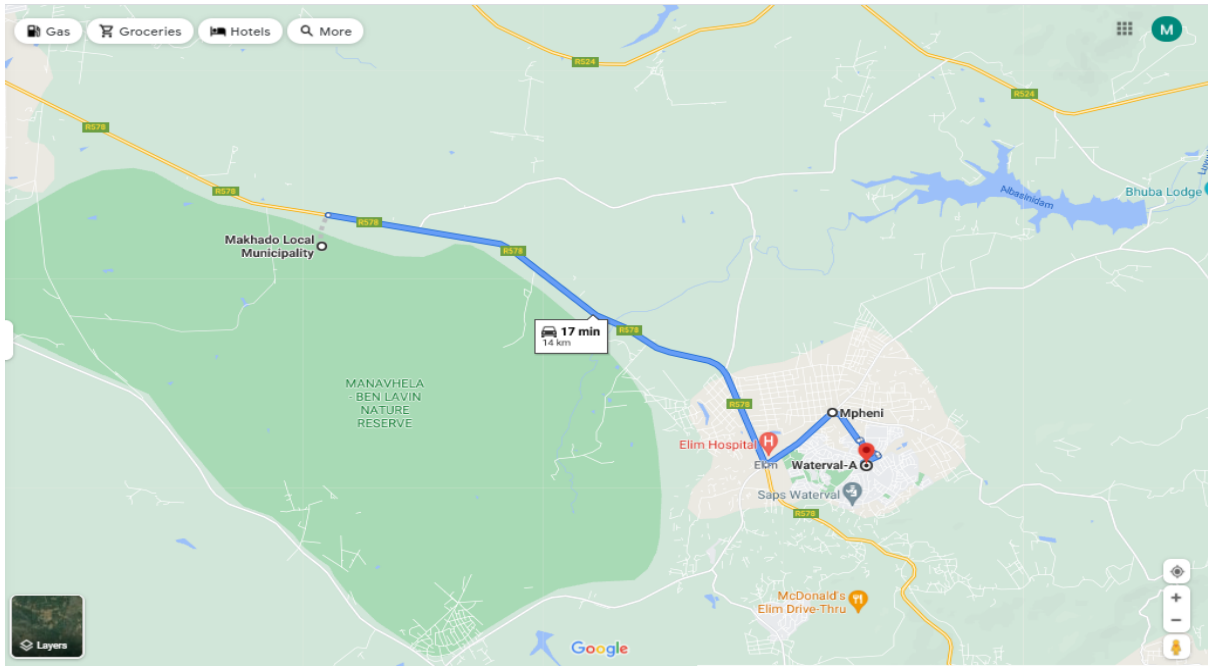 Gas
Groceries
Hotels
More
M
R524
R524
R578
R578
R578
R578
R578
R578
R578
Albasinidam
Bhuba Lodge
Makhado Local
Municipality
17 min
14 km
MANAVHELA
- BEN LAVIN
NATURE
RESERVE
Mpheni
Elim Hospital
H
Elim
Waterval-A
Saps Waterval
McDonald's
Elim Drive-Thru
Layers
Google